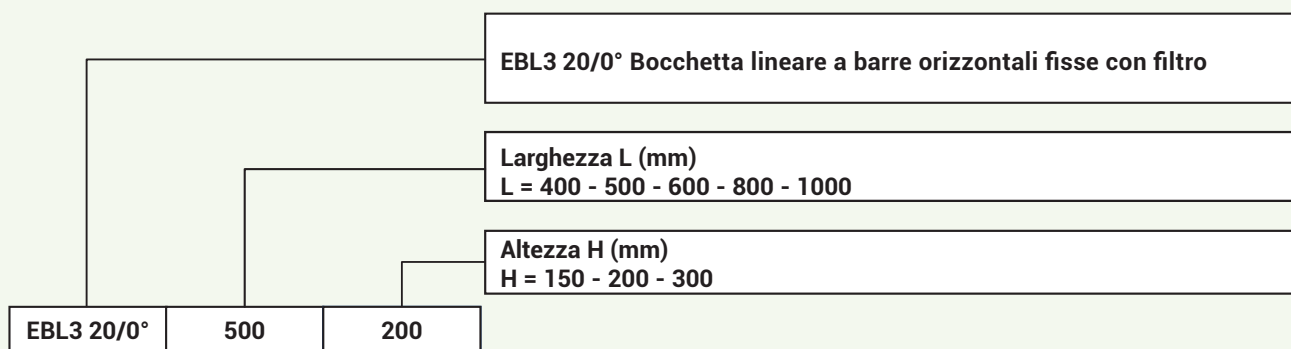 EBL3 20/0° Bocchetta lineare a barre orizzontali fisse con filtro
Larghezza L (mm)
L = 400 - 500 - 600 - 800 - 1000
Altezza H (mm)
H = 150 - 200 - 300
EBL3 20/0° 500 200